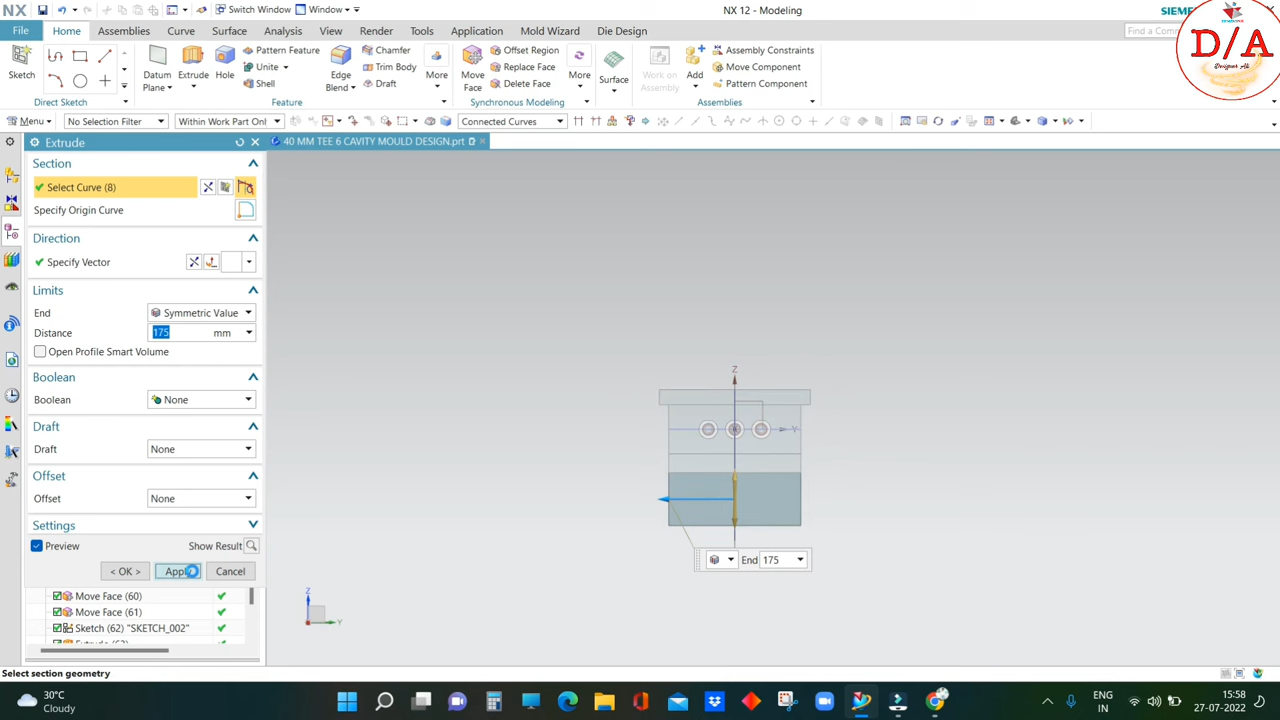 NX
Switch Window
Window
NX 12 - Modeling
SIEMENS
File
Home
Assemblies
Curve
Surface
Analysis
View
Render
Tools
Application
Mold Wizard
Die Design
Find a Comm
Sketch
Direct Sketch
Datum Plane
Extrude
Hole
Pattern Feature
Unite
Shell
Edge Blend
Chamfer
Trim Body
Draft
More
Feature
Move Face
Offset Region
Replace Face
Delete Face
More
Synchronous Modeling
Surface
Work on Assembly
Add
Assembly Constraints
Move Component
Pattern Component
Assemblies
D/A
Menu
No Selection Filter
Within Work Part Onl
Connected Curves
Extrude
40 MM TEE 6 CAVITY MOULD DESIGN.prt
Section
Select Curve (8)
Specify Origin Curve
Direction
Specify Vector
Limits
End
Symmetric Value
Distance
175
mm
Open Profile Smart Volume
Boolean
Boolean
None
Draft
Draft
None
Offset
Offset
None
Settings
Preview
Show Result
< OK >
Apply
Cancel
Move Face (60)
Move Face (61)
Sketch (62) "SKETCH_002"
Z
Y
End
175
Z
Y
Select section geometry
30°C
Cloudy
ENG
IN
15:58
27-07-2022